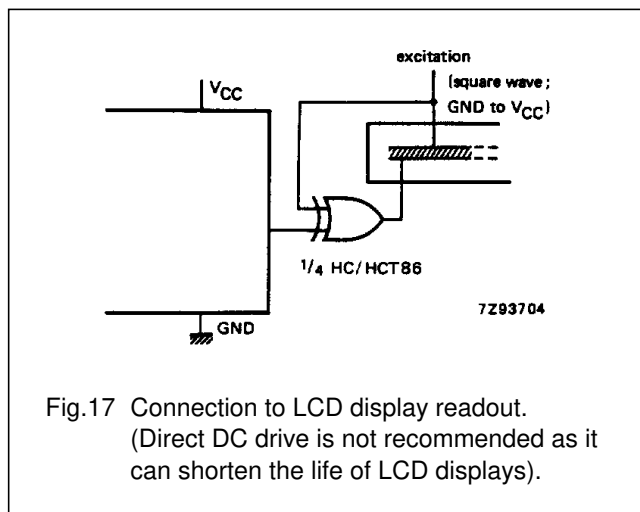 excitation
(square wave;
GND to VCC)
VCC
1/4 HC/HCT86
7Z93704
GND
Fig.17 Connection to LCD display readout.
(Direct DC drive is not recommended as it
can shorten the life of LCD displays).